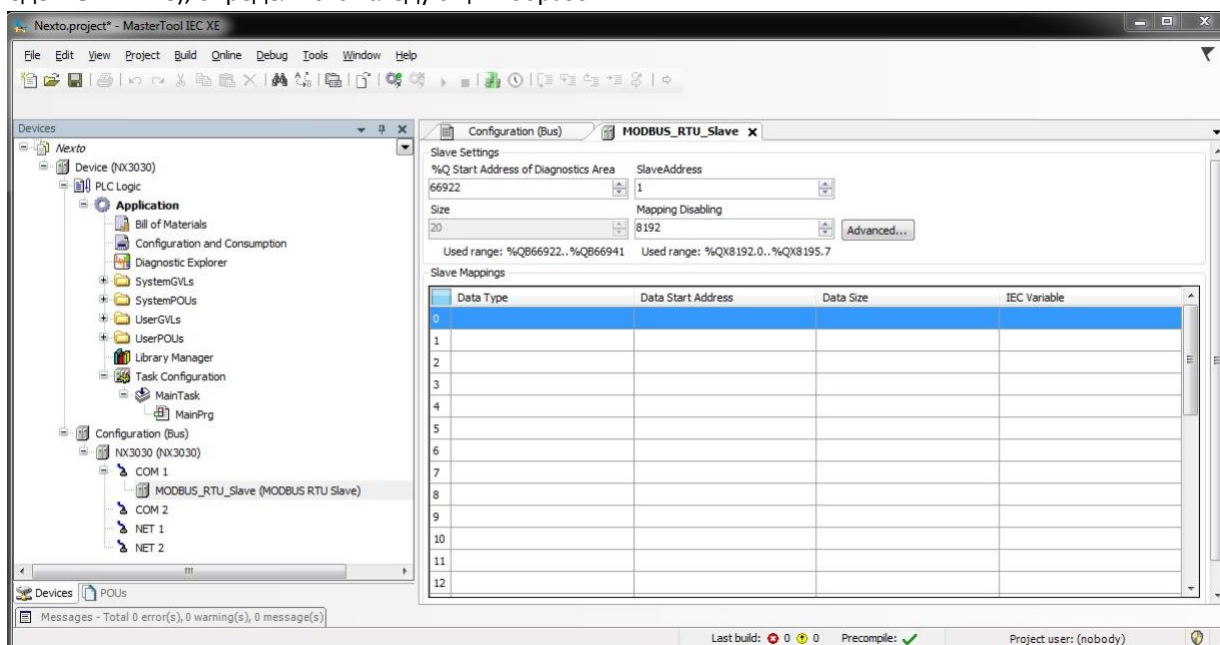 Nexto.project* - MasterTool IEC XE
File Edit View Project Build Online Debug Tools Window Help
Devices
Nexto
Device (NX3030)
PLC Logic
Application
Bill of Materials
Configuration and Consumption
Diagnostic Explorer
SystemGVLs
SystemPOUs
UserGVLs
UserPOUs
Library Manager
Task Configuration
MainTask
MainPrg
Configuration (Bus)
NX3030 (NX3030)
COM 1
MODBUS_RTU_Slave (MODBUS RTU Slave)
COM 2
NET 1
NET 2
Devices POUs
Configuration (Bus) MODBUS_RTU_Slave
Slave Settings
%Q Start Address of Diagnostics Area SlaveAddress
66922 1
Size Mapping Disabling
20 8192 Advanced...
Used range: %QB66922..%QB66941 Used range: %QX8192.0..%QX8195.7
Slave Mappings
Data Type Data Start Address Data Size IEC Variable
0
1
2
3
4
5
6
7
8
9
10
11
12
Messages - Total 0 error(s), 0 warning(s), 0 message(s)
Last build: 0 0 Precompile: Project user: (nobody)